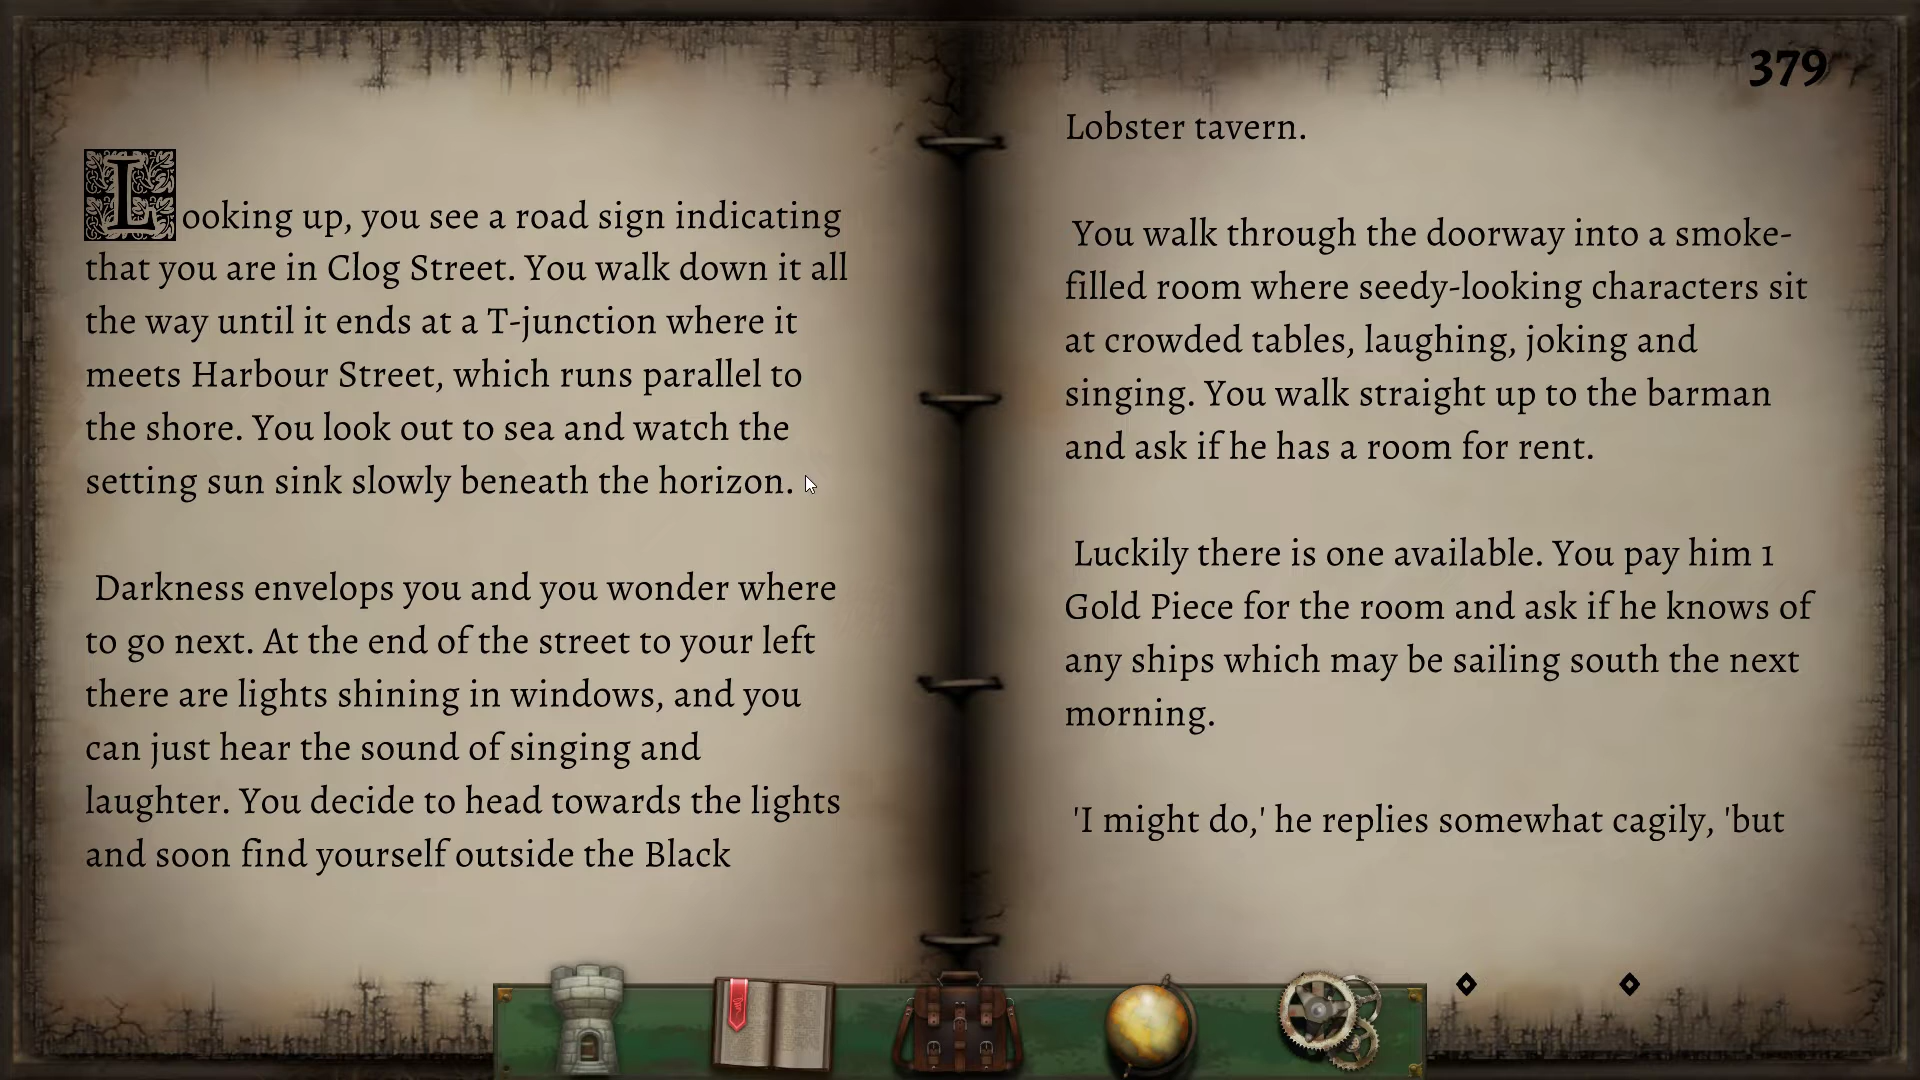 379
Looking up, you see a road sign indicating
that you are in Clog Street. You walk down it all
the way until it ends at a T-junction where it
meets Harbour Street, which runs parallel to
the shore. You look out to sea and watch the
setting sun sink slowly beneath the horizon.
Darkness envelops you and you wonder where
to go next. At the end of the street to your left
there are lights shining in windows, and you
can just hear the sound of singing and
laughter. You decide to head towards the lights
and soon find yourself outside the Black
Lobster tavern.
You walk through the doorway into a smoke-
filled room where seedy-looking characters sit
at crowded tables, laughing, joking and
singing. You walk straight up to the barman
and ask if he has a room for rent.
Luckily there is one available. You pay him 1
Gold Piece for the room and ask if he knows of
any ships which may be sailing south the next
morning.
'I might do,' he replies somewhat cagily, 'but